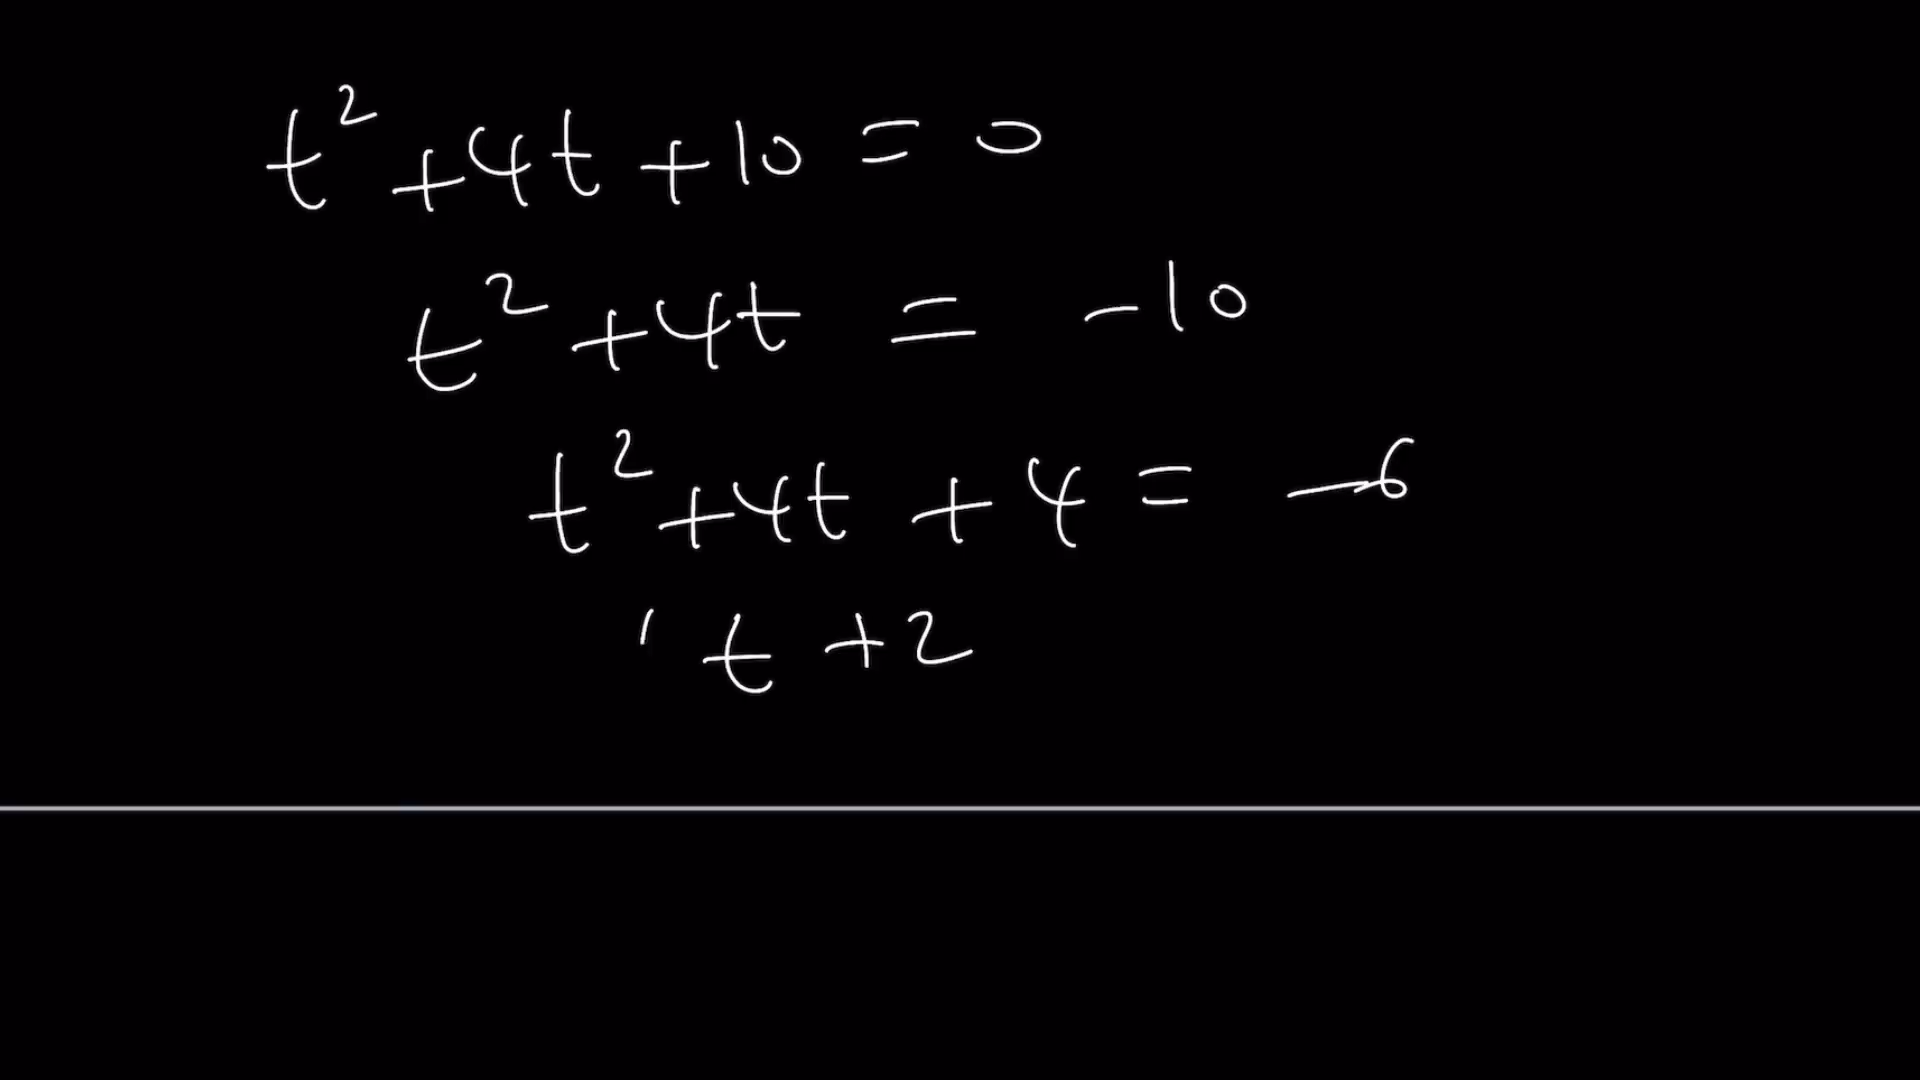 t² + 4t + 10 = 0
t² + 4t = -10
t² + 4t + 4 = -6
t + 2